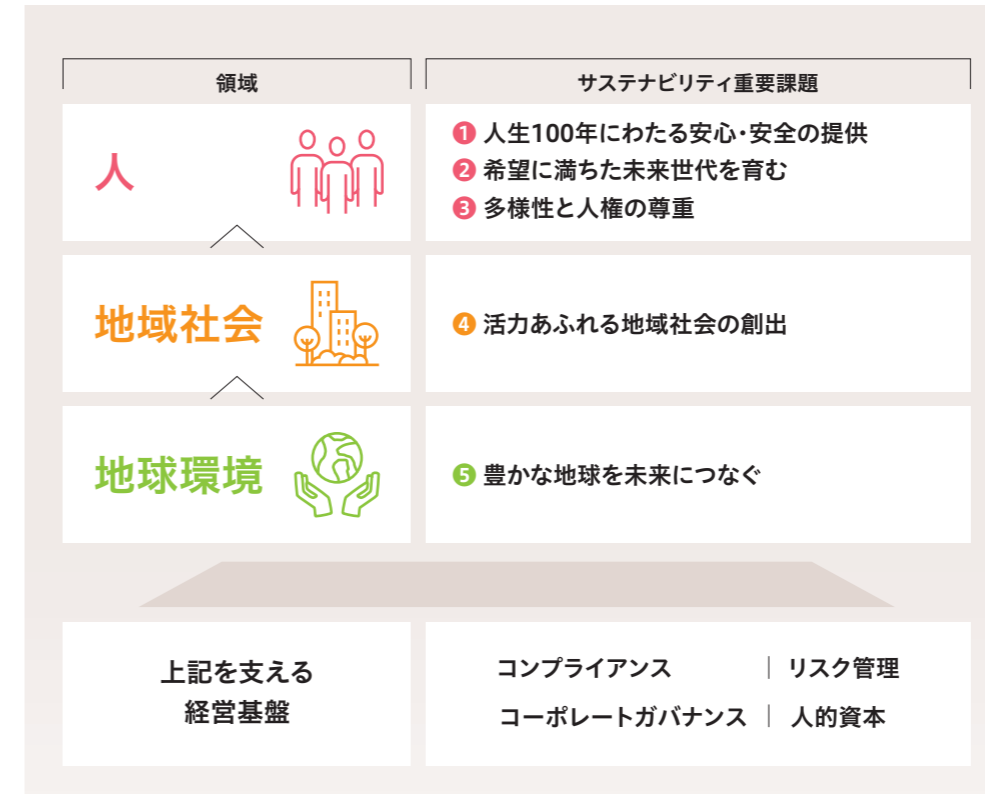 領域
サステナビリティ重要課題
人
❶ 人生100年にわたる安心・安全の提供
❷ 希望に満ちた未来世代を育む
❸ 多様性と人権の尊重
地域社会
❹ 活力あふれる地域社会の創出
地球環境
❺ 豊かな地球を未来につなぐ
上記を支える
経営基盤
コンプライアンス | リスク管理
コーポレートガバナンス | 人的資本